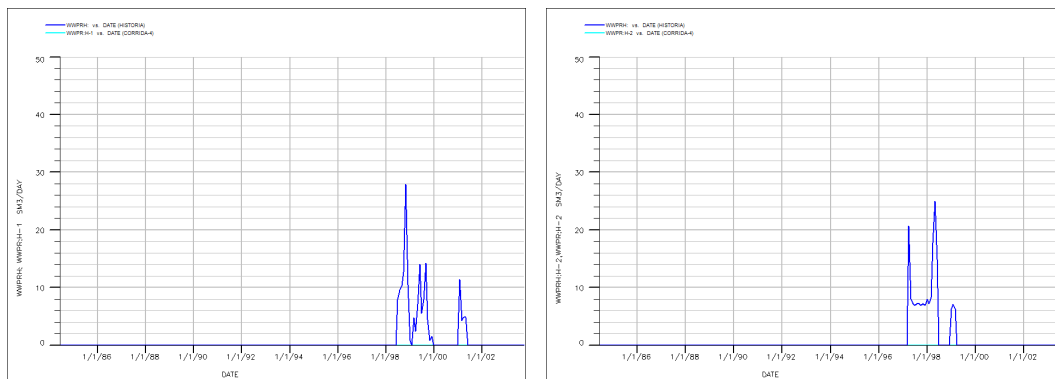 WWPRH: vs. DATE (HISTORIA)
WWPR:H-1 vs. DATE (CORRIDA-4)
50
40
30
20
10
0
WWPRH: WWPR:H-1 SM3/DAY
1/1/86 1/1/88 1/1/90 1/1/92 1/1/94 1/1/96 1/1/98 1/1/00 1/1/02
DATE
WWPRH: vs. DATE (HISTORIA)
WWPR:H-2 vs. DATE (CORRIDA-4)
50
40
30
20
10
0
WWPRH:H-2,WWPR:H-2 SM3/DAY
1/1/86 1/1/88 1/1/90 1/1/92 1/1/94 1/1/96 1/1/98 1/1/00 1/1/02
DATE